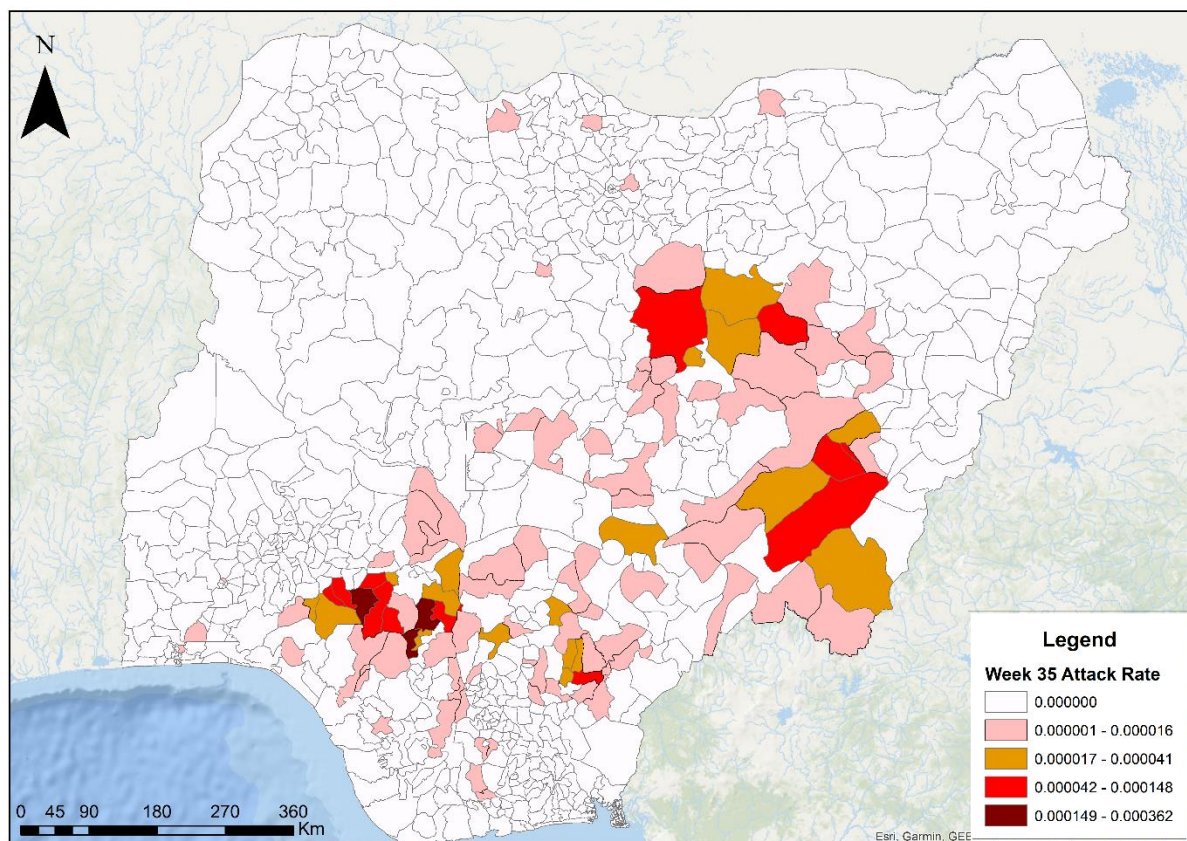 N
Legend
Week 35 Attack Rate
0.000000
0.000001 - 0.000016
0.000017 - 0.000041
0.000042 - 0.000148
0.000149 - 0.000362
0 45 90 180 270 360
Km
Esri, Garmin, GEB